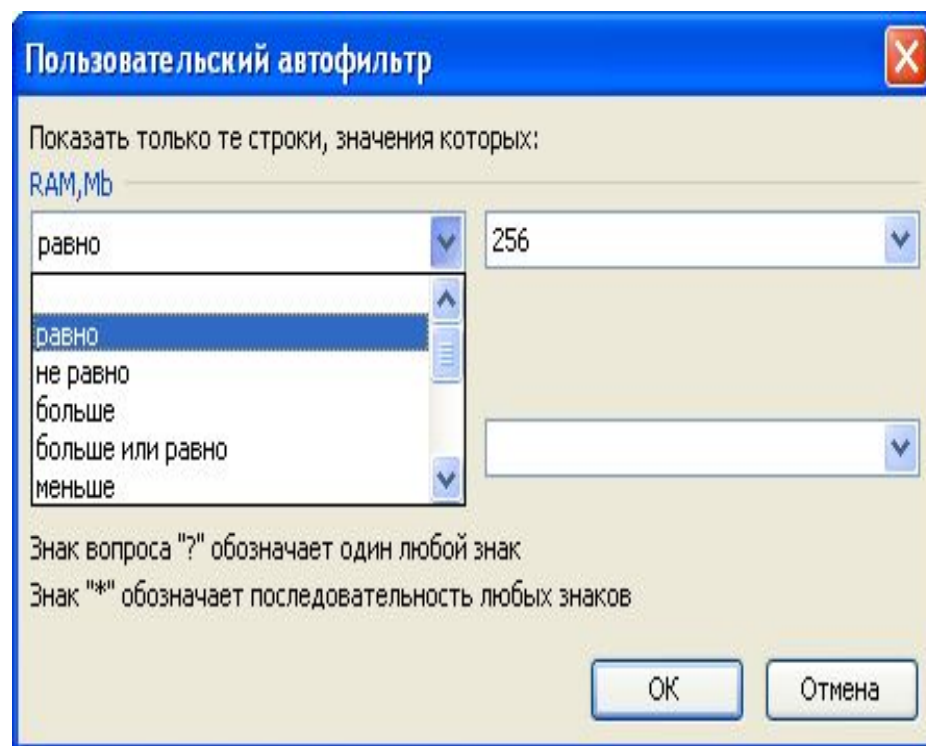 Пользовательский автофильтр
Показать только те строки, значения которых:
RAM,Mb
равно
256
равно
не равно
больше
больше или равно
меньше
Знак вопроса "?" обозначает один любой знак
Знак "*" обозначает последовательность любых знаков
ОК
Отмена